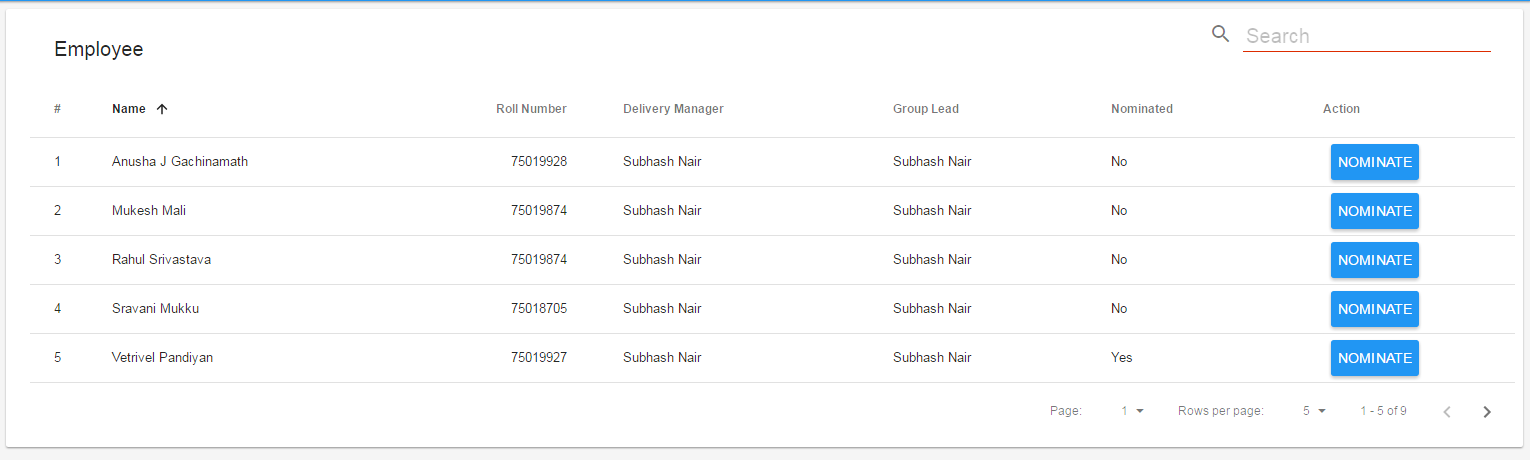 Employee
Search
# Name Roll Number Delivery Manager Group Lead Nominated Action
1 Anusha J Gachinamath 75019928 Subhash Nair Subhash Nair No NOMINATE
2 Mukesh Mali 75019874 Subhash Nair Subhash Nair No NOMINATE
3 Rahul Srivastava 75019874 Subhash Nair Subhash Nair No NOMINATE
4 Sravani Mukku 75018705 Subhash Nair Subhash Nair No NOMINATE
5 Vetrivel Pandiyan 75019927 Subhash Nair Subhash Nair Yes NOMINATE
Page: 1 Rows per page: 5 1 - 5 of 9